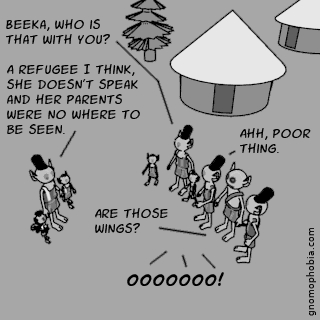 BEEKA, WHO IS
THAT WITH YOU?
A REFUGEE I THINK,
SHE DOESN'T SPEAK
AND HER PARENTS
WERE NO WHERE TO
BE SEEN.
AHH, POOR
THING.
ARE THOSE
WINGS?
OOOOOOO!
gnomophobia.com